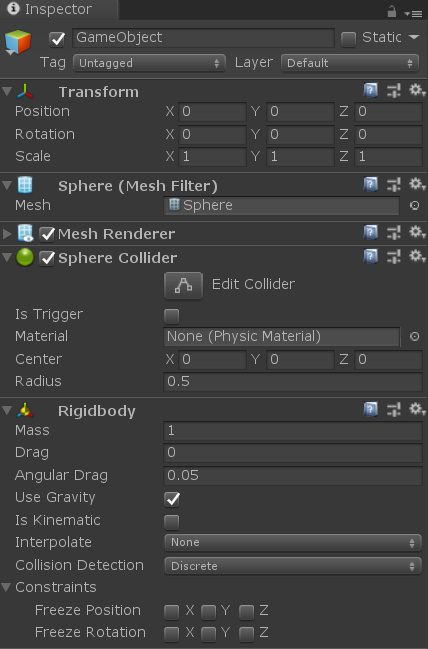 Inspector
GameObject Static
Tag Untagged Layer Default
Transform
Position X 0 Y 0 Z 0
Rotation X 0 Y 0 Z 0
Scale X 1 Y 1 Z 1
Sphere (Mesh Filter)
Mesh Sphere
Mesh Renderer
Sphere Collider
Edit Collider
Is Trigger
Material None (Physic Material)
Center X 0 Y 0 Z 0
Radius 0.5
Rigidbody
Mass 1
Drag 0
Angular Drag 0.05
Use Gravity
Is Kinematic
Interpolate None
Collision Detection Discrete
Constraints
Freeze Position X Y Z
Freeze Rotation X Y Z